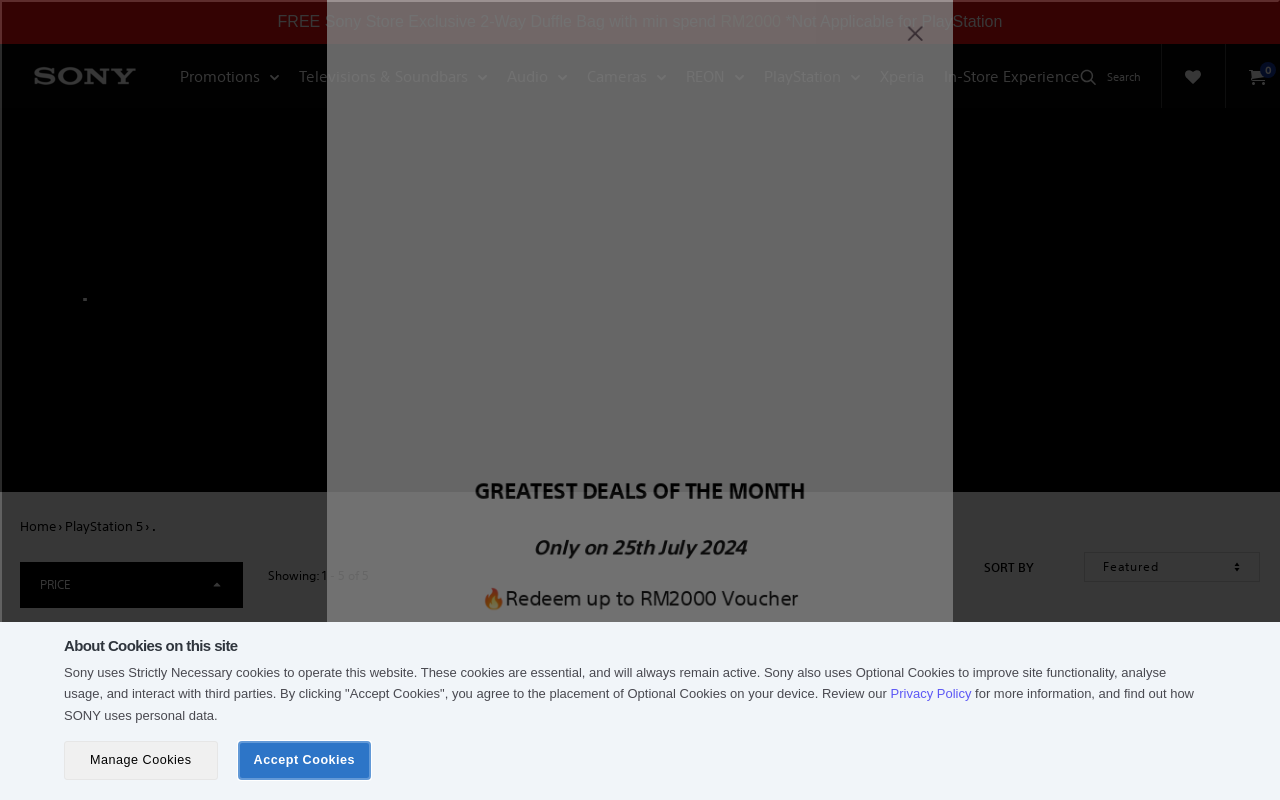 FREE Sony Store Exclusive 2-Way Duffle Bag with min spend RM2000 *Not Applicable for PlayStation
SONY
Promotions
Televisions & Soundbars
Audio
Cameras
REON
PlayStation
Xperia
In-Store Experience
Search
0
GREATEST DEALS OF THE MONTH
Only on 25th July 2024
🔥Redeem up to RM2000 Voucher
Home › PlayStation 5 › .
PRICE
Showing: 1 - 5 of 5
SORT BY
Featured
About Cookies on this site
Sony uses Strictly Necessary cookies to operate this website. These cookies are essential, and will always remain active. Sony also uses Optional Cookies to improve site functionality, analyse
usage, and interact with third parties. By clicking "Accept Cookies", you agree to the placement of Optional Cookies on your device. Review our Privacy Policy for more information, and find out how
SONY uses personal data.
Manage Cookies
Accept Cookies